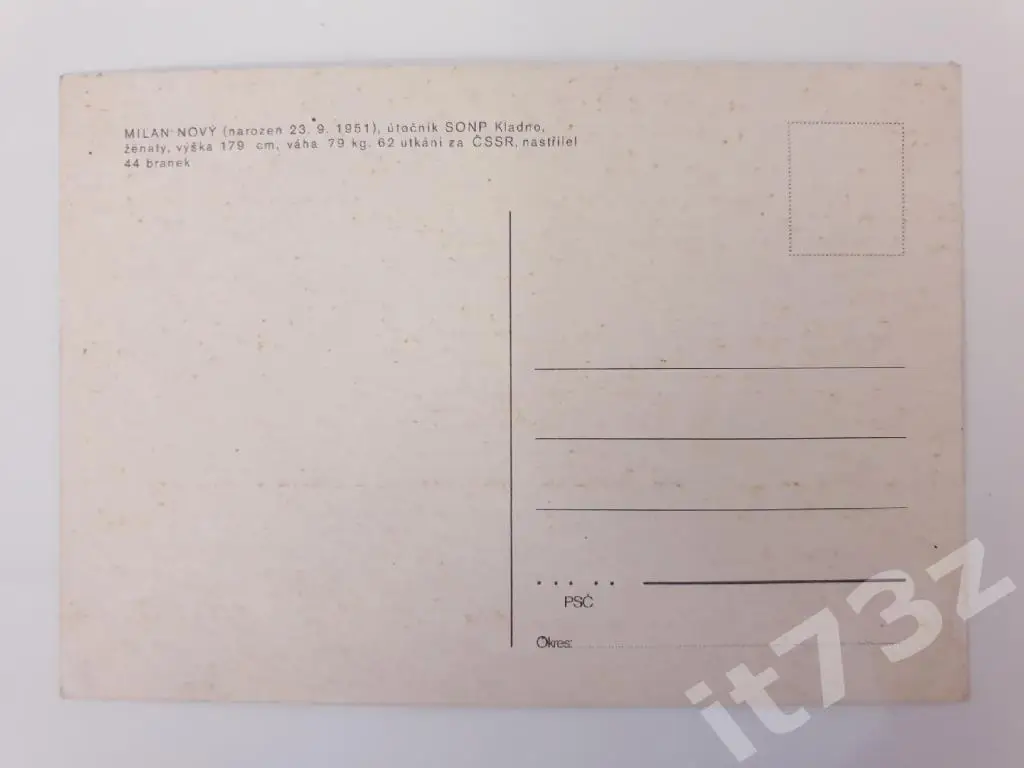 MILAN NOVÝ (narozen 23. 9. 1951), útočník SONP Kladno,
ženatý, výška 179 cm, váha 79 kg. 62 utkání za ČSSR, nastřílel
44 branek
PSČ
Okres:
it73z